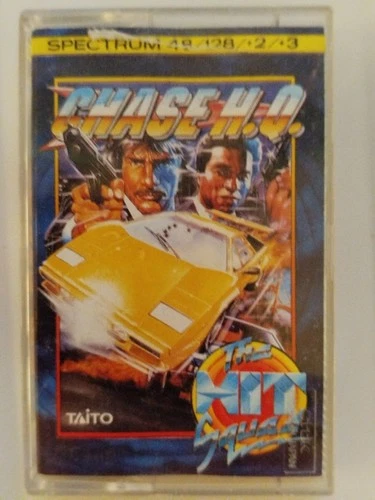 SPECTRUM 48/128/+2/+3
CHASE H.Q.
THE
HIT
SQUAD
TAITO